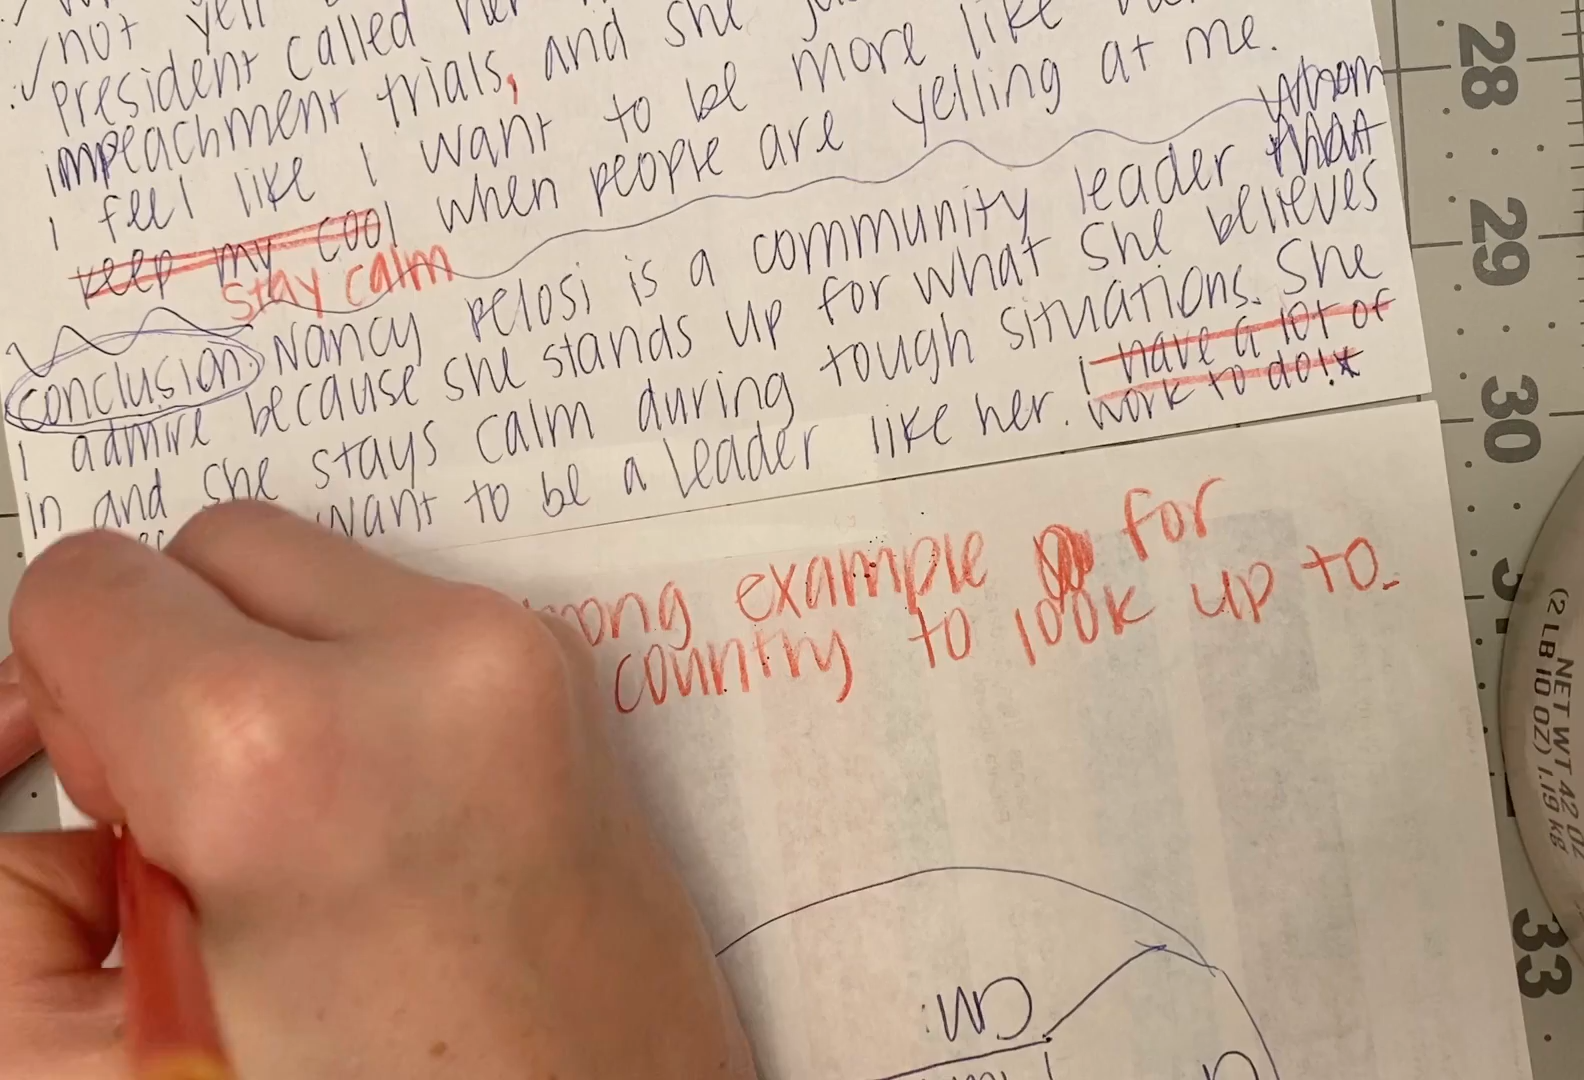 not yell
President called her
impeachment trials, and she
I feel like I want to be more like her
keep my cool when people are yelling at me.
stay calm
whom
Conclusion: Nancy pelosi is a community leader that
I admire because she stands up for what she believes
in and she stays calm during tough situations. She
want to be a leader like her. I have a lot of
work to do!
example for
country to look up to.
CM:
28
29
30
33
NET WT 42 OZ
(2 LB 10 OZ) 1.19 kg